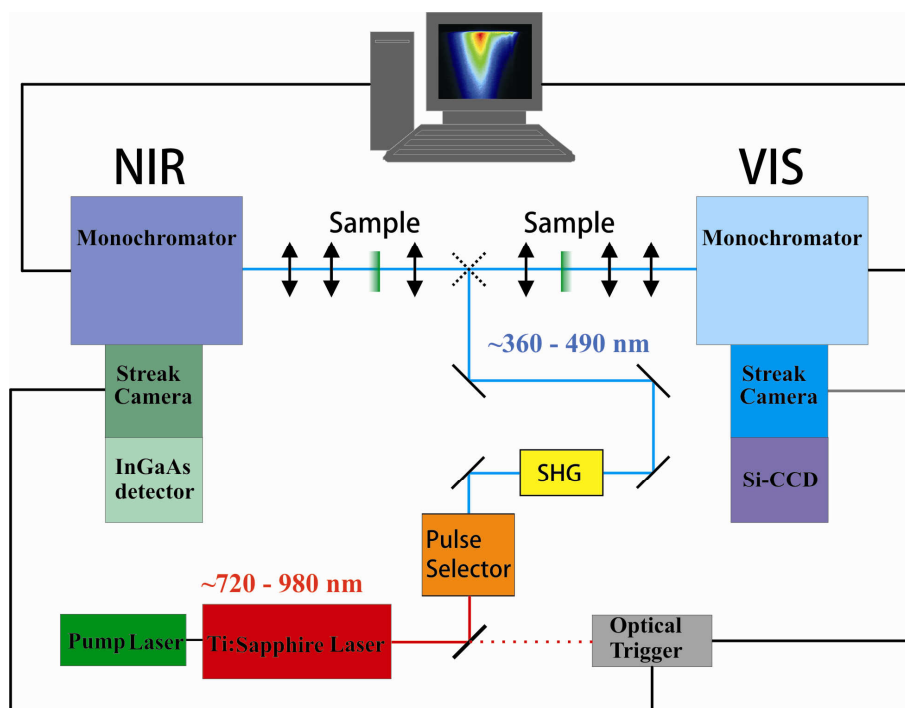 NIR
VIS
Monochromator
Sample
Sample
Monochromator
~360 - 490 nm
Streak
Camera
Streak
Camera
InGaAs
detector
SHG
Si-CCD
Pulse
Selector
~720 - 980 nm
Pump Laser
Ti:Sapphire Laser
Optical
Trigger